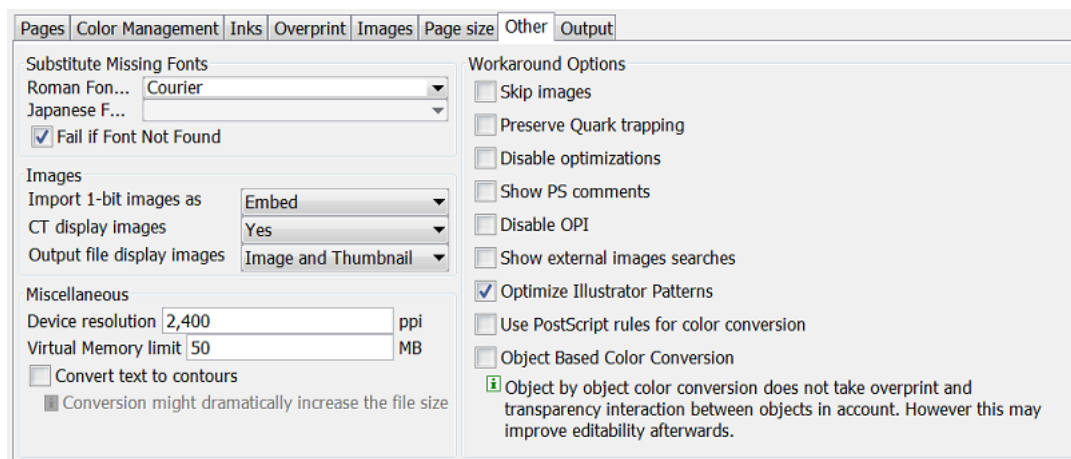 Pages Color Management Inks Overprint Images Page size Other Output
Substitute Missing Fonts
Roman Fon... Courier
Japanese F...
Fail if Font Not Found
Images
Import 1-bit images as Embed
CT display images Yes
Output file display images Image and Thumbnail
Miscellaneous
Device resolution 2,400 ppi
Virtual Memory limit 50 MB
Convert text to contours
Conversion might dramatically increase the file size
Workaround Options
Skip images
Preserve Quark trapping
Disable optimizations
Show PS comments
Disable OPI
Show external images searches
Optimize Illustrator Patterns
Use PostScript rules for color conversion
Object Based Color Conversion
Object by object color conversion does not take overprint and
transparency interaction between objects in account. However this may
improve editability afterwards.